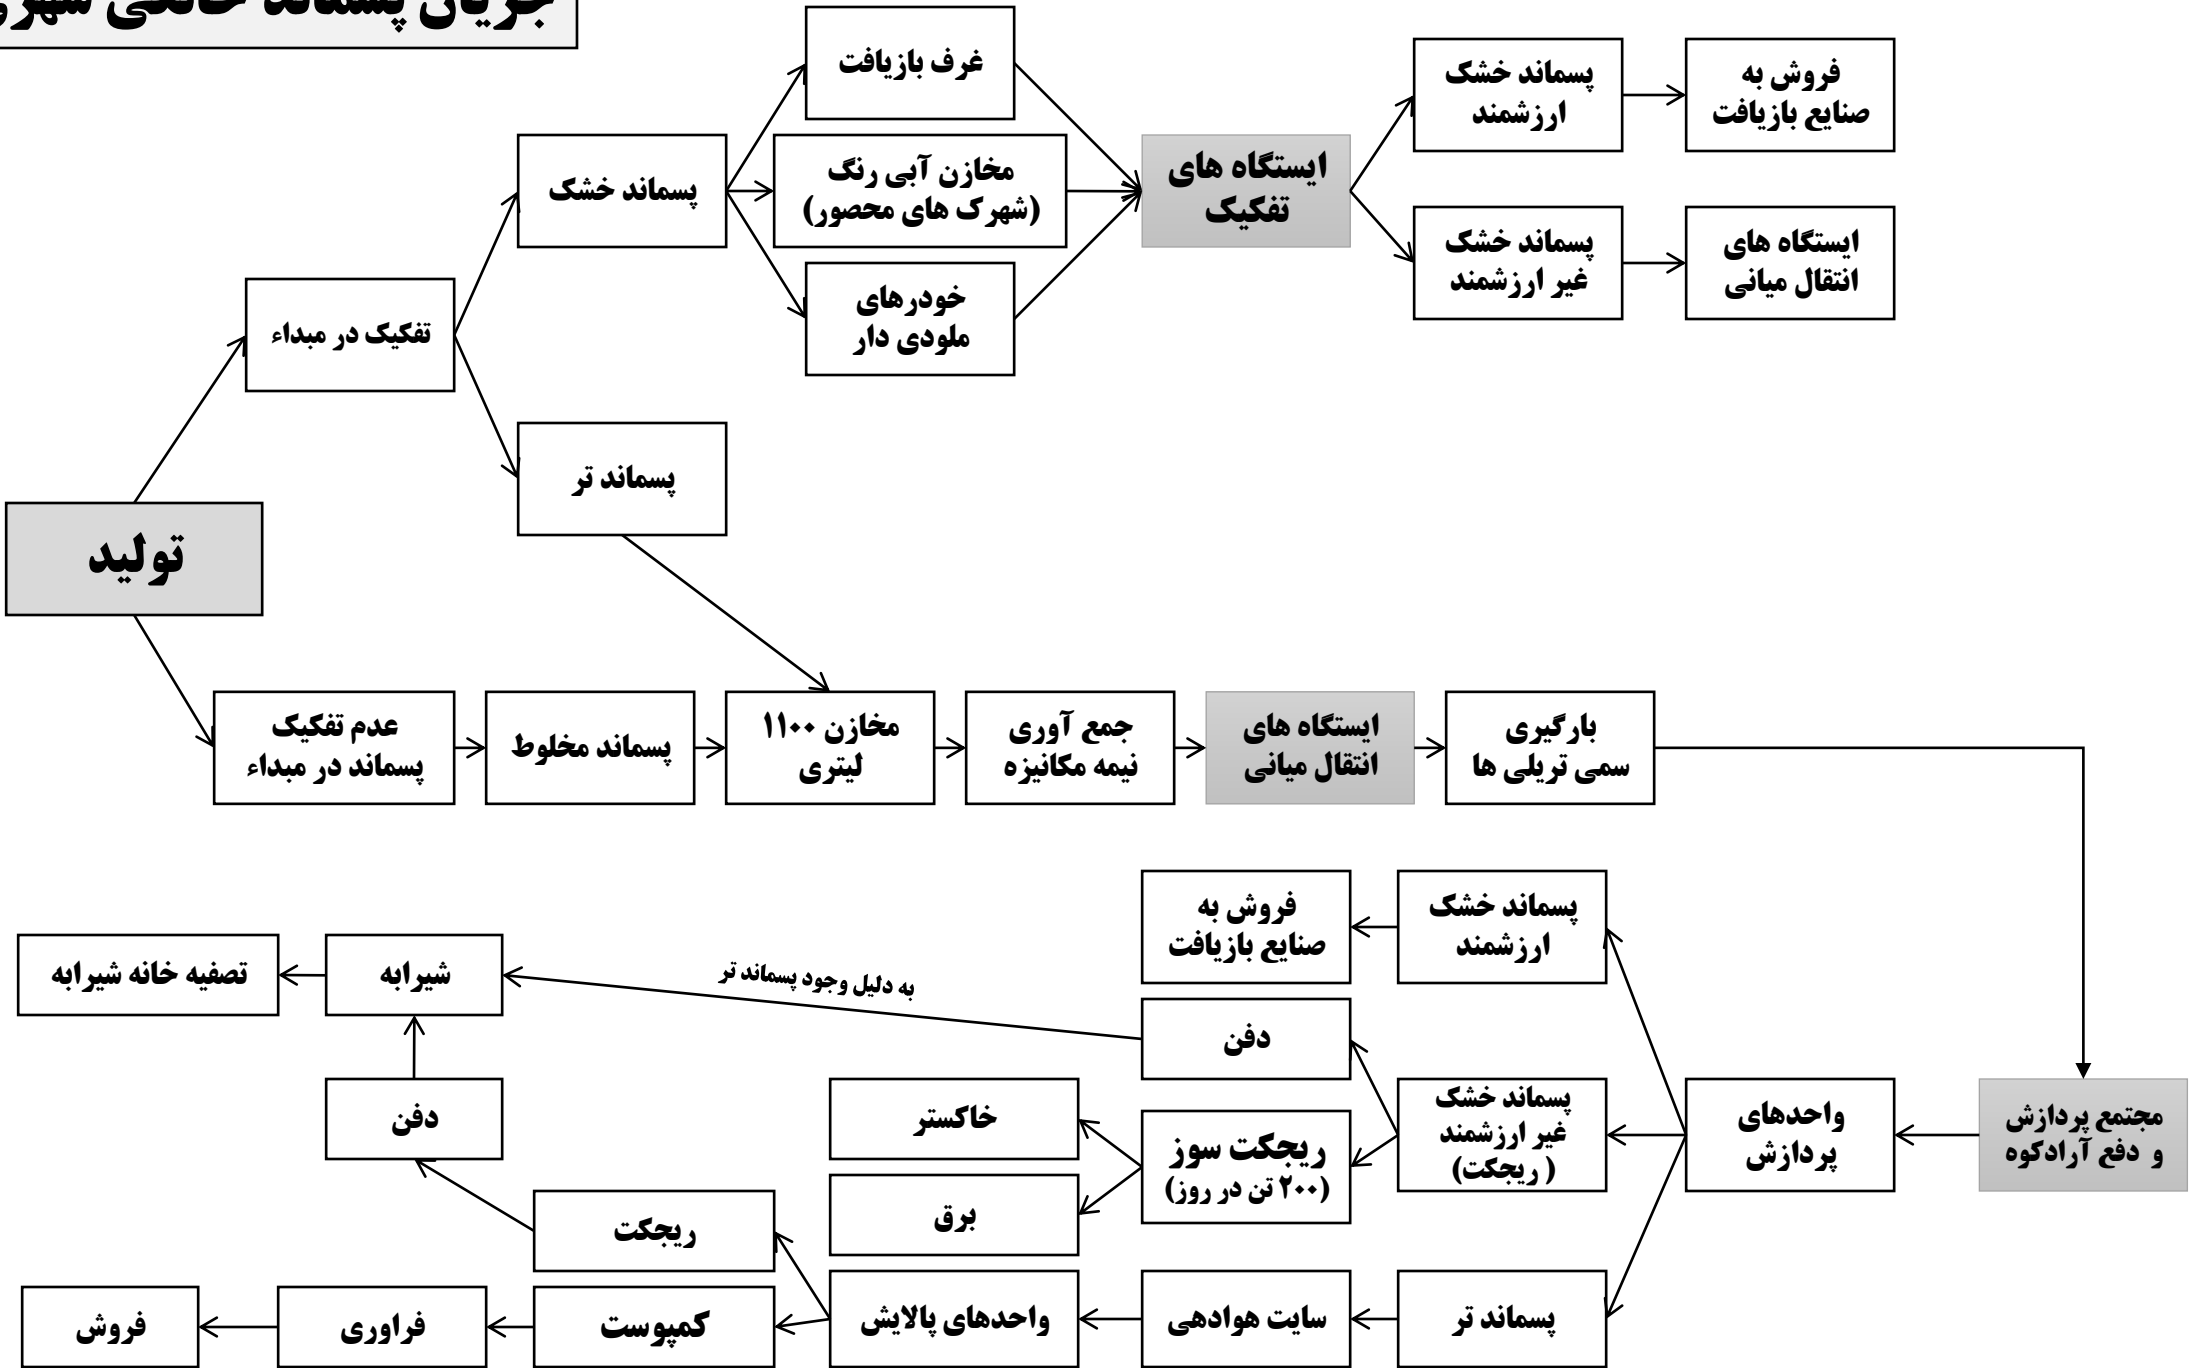 جریان پسماند خانگی
غرف بازیافت
پسماند خشک
ارزشمند
فروش به
صنایع بازیافت
پسماند خشک
مخازن آبی رنگ
(شهرک های محصور)
ایستگاه های
تفکیک
پسماند خشک
غیر ارزشمند
ایستگاه های
انتقال میانی
تفکیک در مبداء
خودرهای
ملودی دار
پسماند تر
تولید
عدم تفکیک
پسماند در مبداء
پسماند مخلوط
مخازن ۱۱۰۰
لیتری
جمع آوری
نیمه مکانیزه
ایستگاه های
انتقال میانی
بارگیری
سمی تریلی ها
مجتمع پردازش
و دفع آرادکوه
واحدهای
پردازش
پسماند خشک
ارزشمند
فروش به
صنایع بازیافت
پسماند خشک
غیر ارزشمند
( ریجکت)
دفن
به دلیل وجود پسماند تر
شیرابه
تصفیه خانه شیرابه
ریجکت سوز
(۲۰۰ تن در روز)
خاکستر
برق
دفن
ریجکت
پسماند تر
سایت هوادهی
واحدهای پالایش
کمپوست
فراوری
فروش